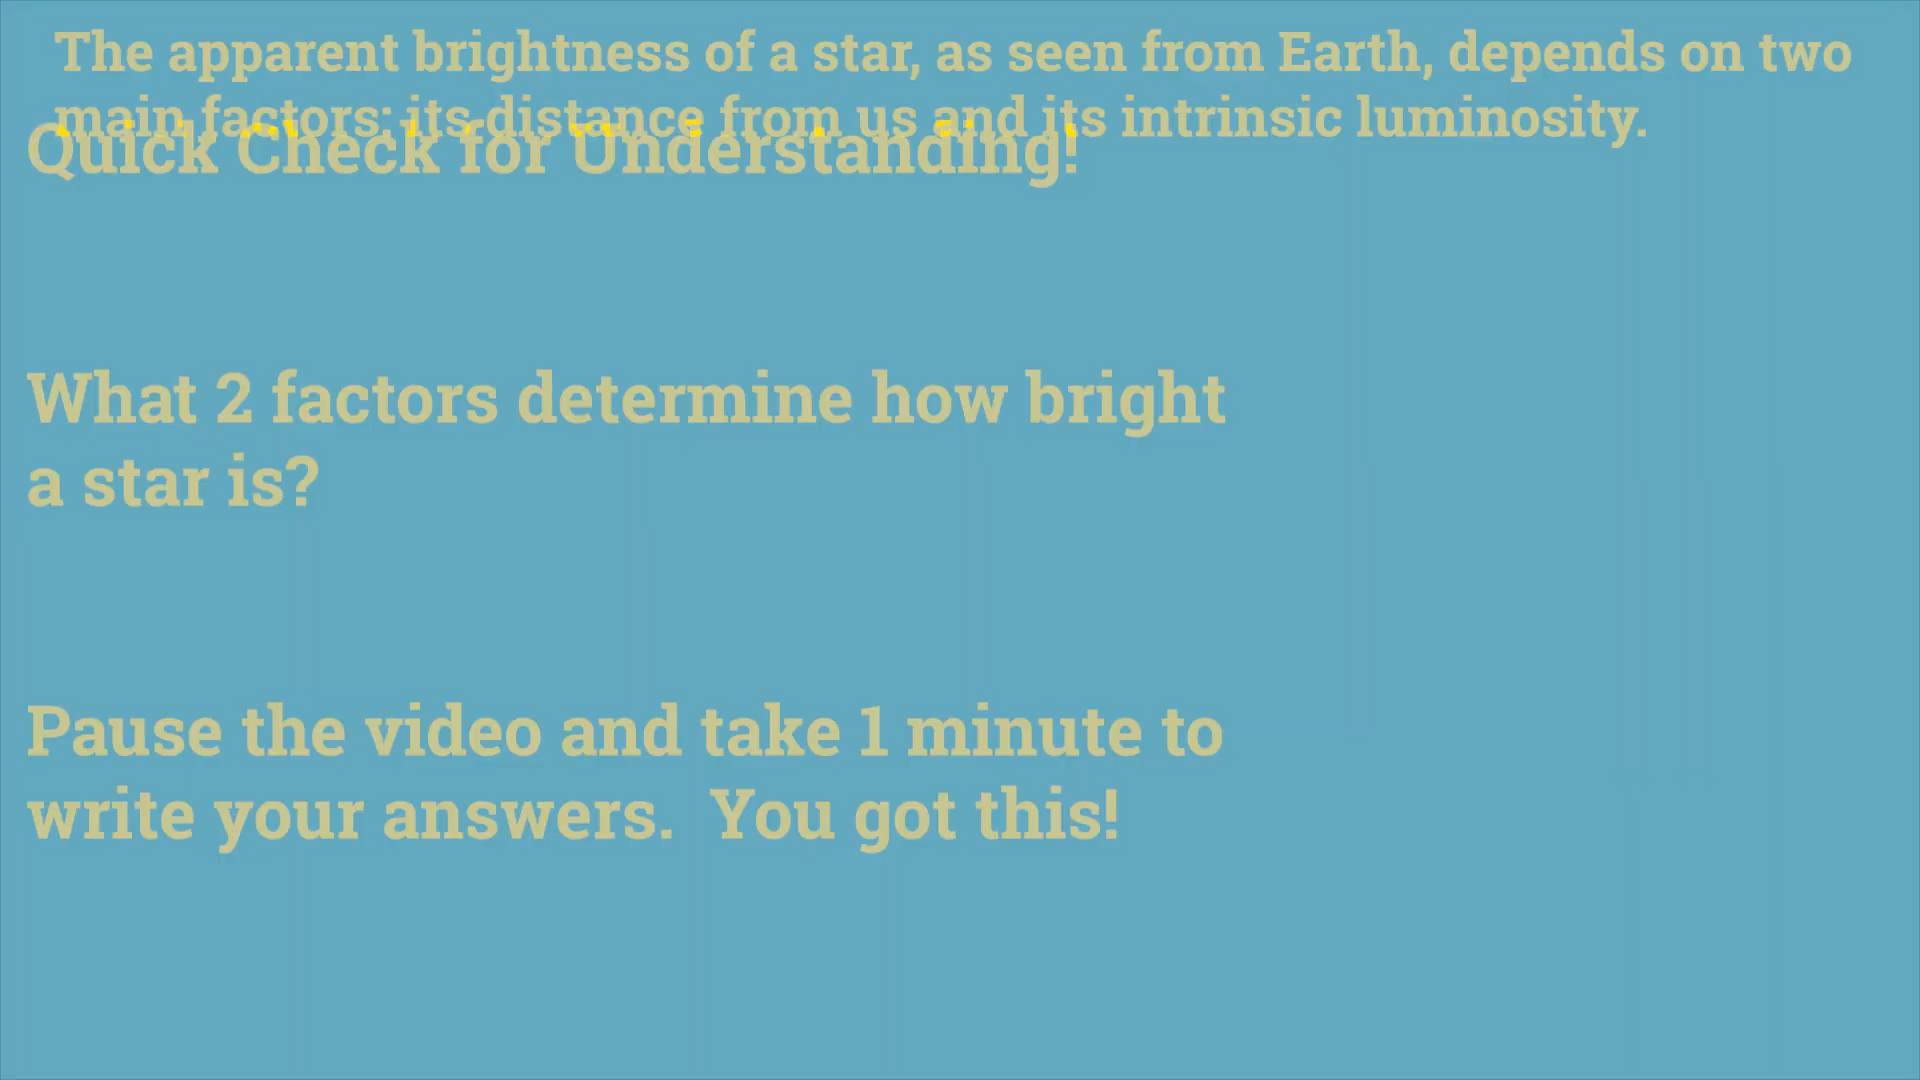 The apparent brightness of a star, as seen from Earth, depends on two
main factors: its distance from us and its intrinsic luminosity.
Quick Check for Understanding!
What 2 factors determine how bright
a star is?
Pause the video and take 1 minute to
write your answers.  You got this!